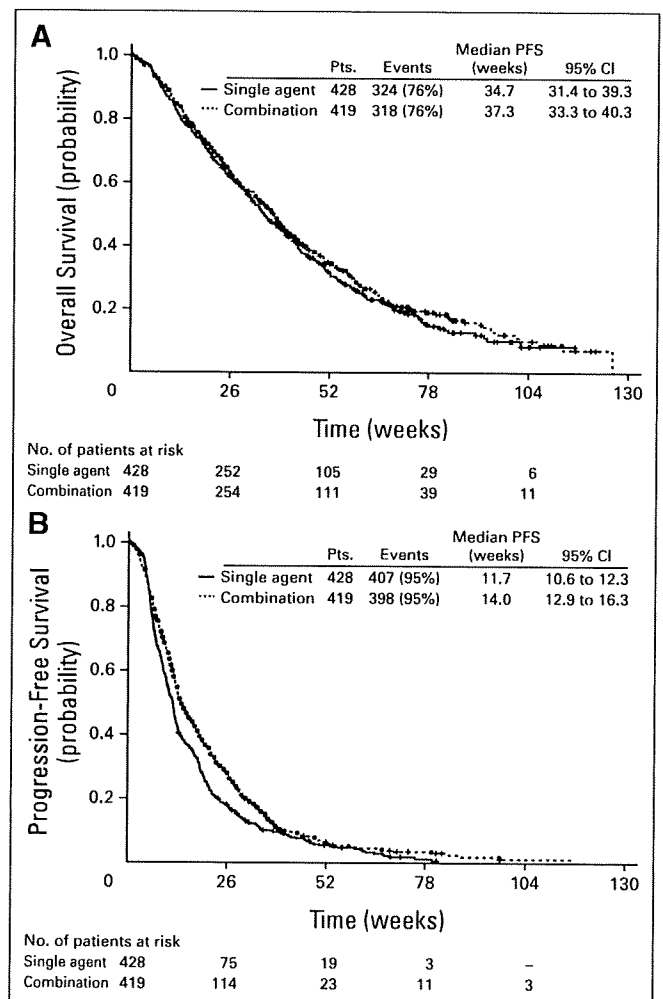 A
Overall Survival (probability)
1.0
0.8
0.6
0.4
0.2
0
26
52
78
104
130
Time (weeks)
Pts. Events Median PFS (weeks) 95% CI
Single agent 428 324 (76%) 34.7 31.4 to 39.3
Combination 419 318 (76%) 37.3 33.3 to 40.3
No. of patients at risk
Single agent 428 252 105 29 6
Combination 419 254 111 39 11
B
Progression-Free Survival
(probability)
1.0
0.8
0.6
0.4
0.2
0
26
52
78
104
130
Time (weeks)
Pts. Events Median PFS (weeks) 95% CI
Single agent 428 407 (95%) 11.7 10.6 to 12.3
Combination 419 398 (95%) 14.0 12.9 to 16.3
No. of patients at risk
Single agent 428 75 19 3 –
Combination 419 114 23 11 3